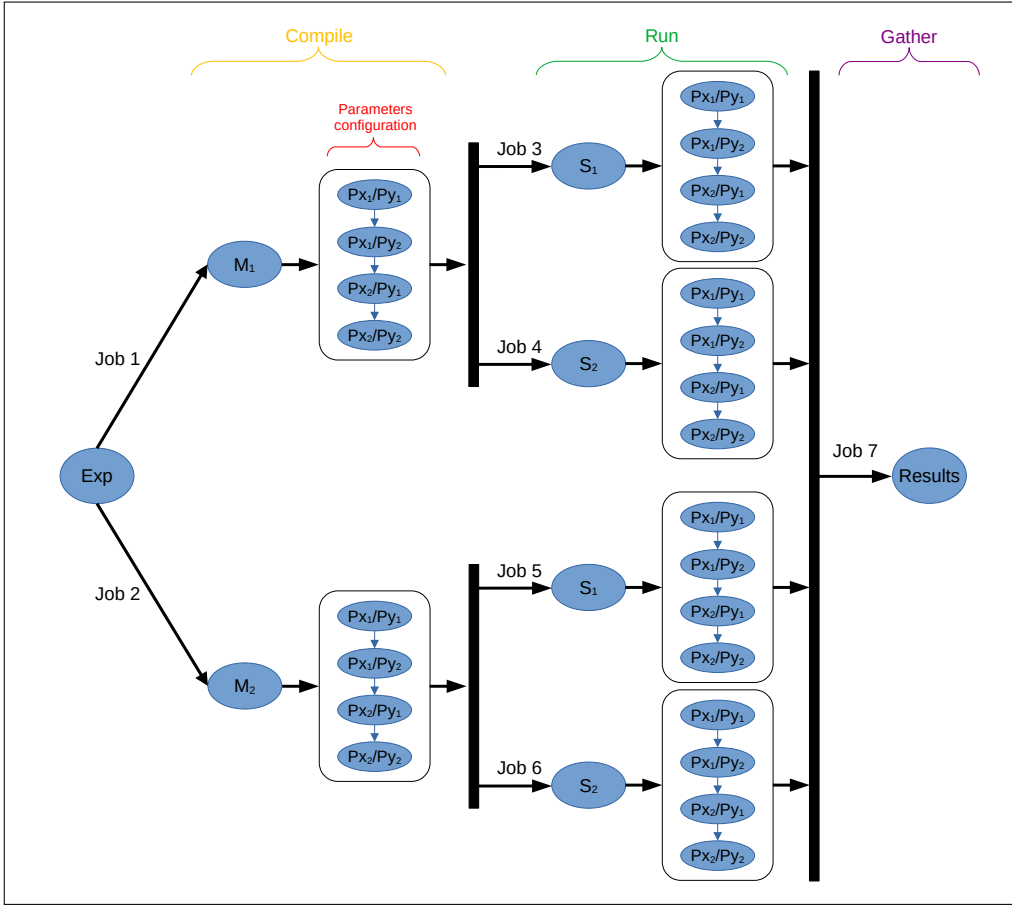 Compile
Run
Gather
Parameters
configuration
Job 1
Job 2
Exp
M₁
Px₁/Py₁
Px₁/Py₂
Px₂/Py₁
Px₂/Py₂
M₂
Px₁/Py₁
Px₁/Py₂
Px₂/Py₁
Px₂/Py₂
Job 3
S₁
Px₁/Py₁
Px₁/Py₂
Px₂/Py₁
Px₂/Py₂
Job 4
S₂
Px₁/Py₁
Px₁/Py₂
Px₂/Py₁
Px₂/Py₂
Job 5
S₁
Px₁/Py₁
Px₁/Py₂
Px₂/Py₁
Px₂/Py₂
Job 6
S₂
Px₁/Py₁
Px₁/Py₂
Px₂/Py₁
Px₂/Py₂
Job 7
Results